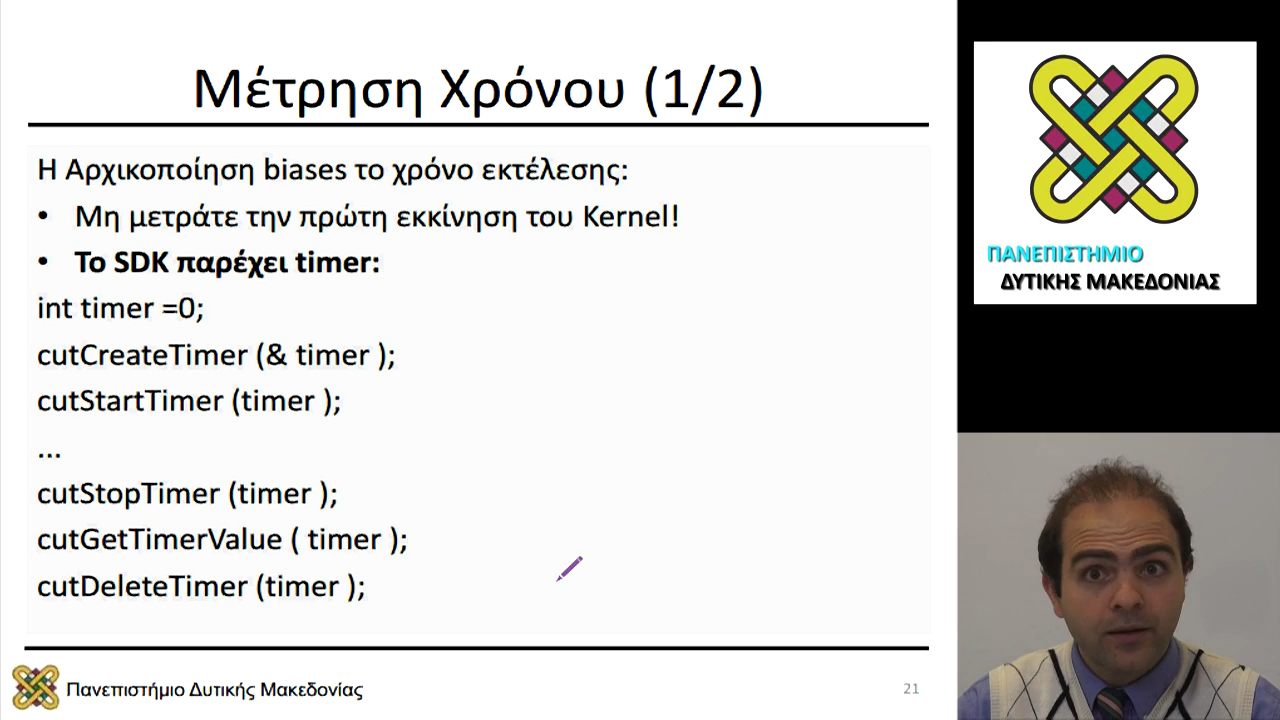 Μέτρηση Χρόνου (1/2)
Η Αρχικοποίηση biases το χρόνο εκτέλεσης:
• Μη μετράτε την πρώτη εκκίνηση του Kernel!
• Το SDK παρέχει timer:
int timer =0;
cutCreateTimer (& timer );
cutStartTimer (timer );
...
cutStopTimer (timer );
cutGetTimerValue ( timer );
cutDeleteTimer (timer );
Πανεπιστήμιο Δυτικής Μακεδονίας
21
ΠΑΝΕΠΙΣΤΗΜΙΟ
ΔΥΤΙΚΗΣ ΜΑΚΕΔΟΝΙΑΣ